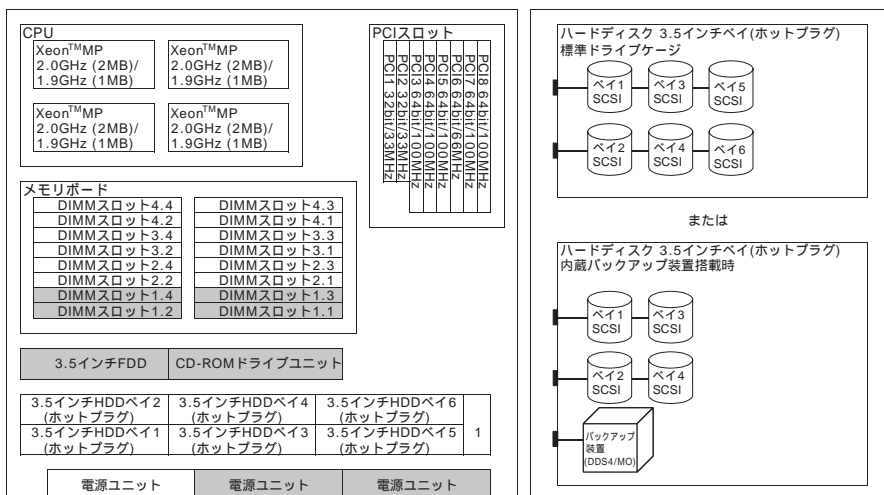 CPU
Xeon™MP
2.0GHz (2MB)/
1.9GHz (1MB)
Xeon™MP
2.0GHz (2MB)/
1.9GHz (1MB)
Xeon™MP
2.0GHz (2MB)/
1.9GHz (1MB)
Xeon™MP
2.0GHz (2MB)/
1.9GHz (1MB)
PCIスロット
PCI8 64bit/100MHz
PCI7 64bit/100MHz
PCI6 64bit/66MHz
PCI5 64bit/100MHz
PCI4 64bit/100MHz
PCI3 64bit/100MHz
PCI2 32bit/33MHz
PCI1 32bit/33MHz
メモリボード
DIMMスロット4.4
DIMMスロット4.2
DIMMスロット3.4
DIMMスロット3.2
DIMMスロット2.4
DIMMスロット2.2
DIMMスロット1.4
DIMMスロット1.2
DIMMスロット4.3
DIMMスロット4.1
DIMMスロット3.3
DIMMスロット3.1
DIMMスロット2.3
DIMMスロット2.1
DIMMスロット1.3
DIMMスロット1.1
3.5インチFDD
CD-ROMドライブユニット
3.5インチHDDベイ2
(ホットプラグ)
3.5インチHDDベイ4
(ホットプラグ)
3.5インチHDDベイ6
(ホットプラグ)
3.5インチHDDベイ1
(ホットプラグ)
3.5インチHDDベイ3
(ホットプラグ)
3.5インチHDDベイ5
(ホットプラグ)
1
電源ユニット
電源ユニット
電源ユニット
ハードディスク 3.5インチベイ(ホットプラグ)
標準ドライブケージ
ベイ1
SCSI
ベイ3
SCSI
ベイ5
SCSI
ベイ2
SCSI
ベイ4
SCSI
ベイ6
SCSI
または
ハードディスク 3.5インチベイ(ホットプラグ)
内蔵バックアップ装置搭載時
ベイ1
SCSI
ベイ3
SCSI
ベイ2
SCSI
ベイ4
SCSI
バックアップ
装置
(DDS4/MO)